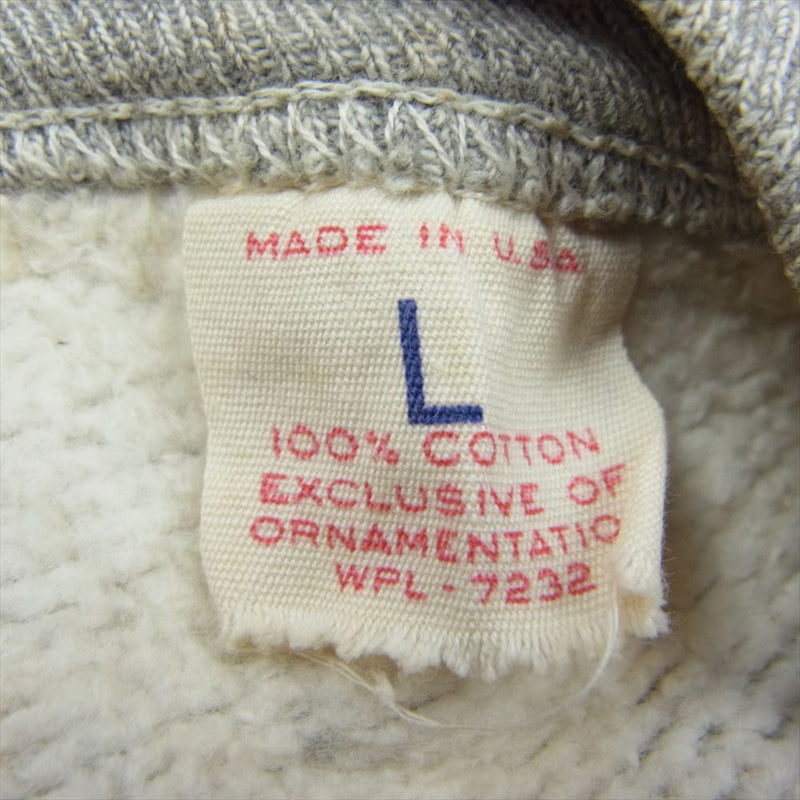 MADE IN U.S.a.
L
100% COTTON
EXCLUSIVE OF
ORNAMENTATIO
WPL-7232